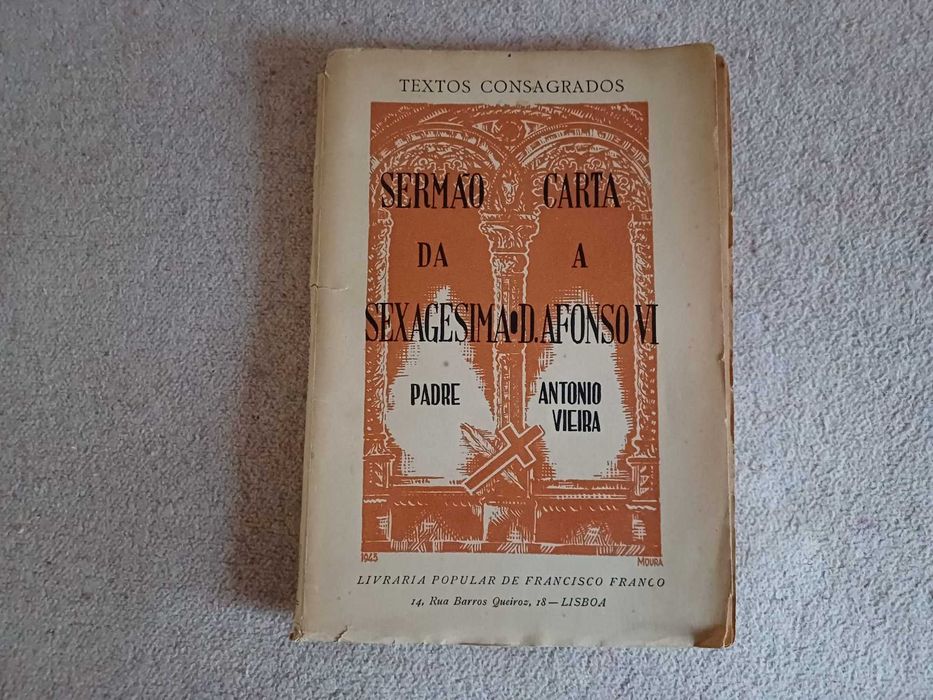 TEXTOS CONSAGRADOS
SERMÃO
DA
SEXAGESIMA
CARTA
A
D. AFONSO VI
PADRE
ANTONIO
VIEIRA
1943
MOURA
LIVRARIA POPULAR DE FRANCISCO FRANCO
14, Rua Barros Queiroz, 18 — LISBOA